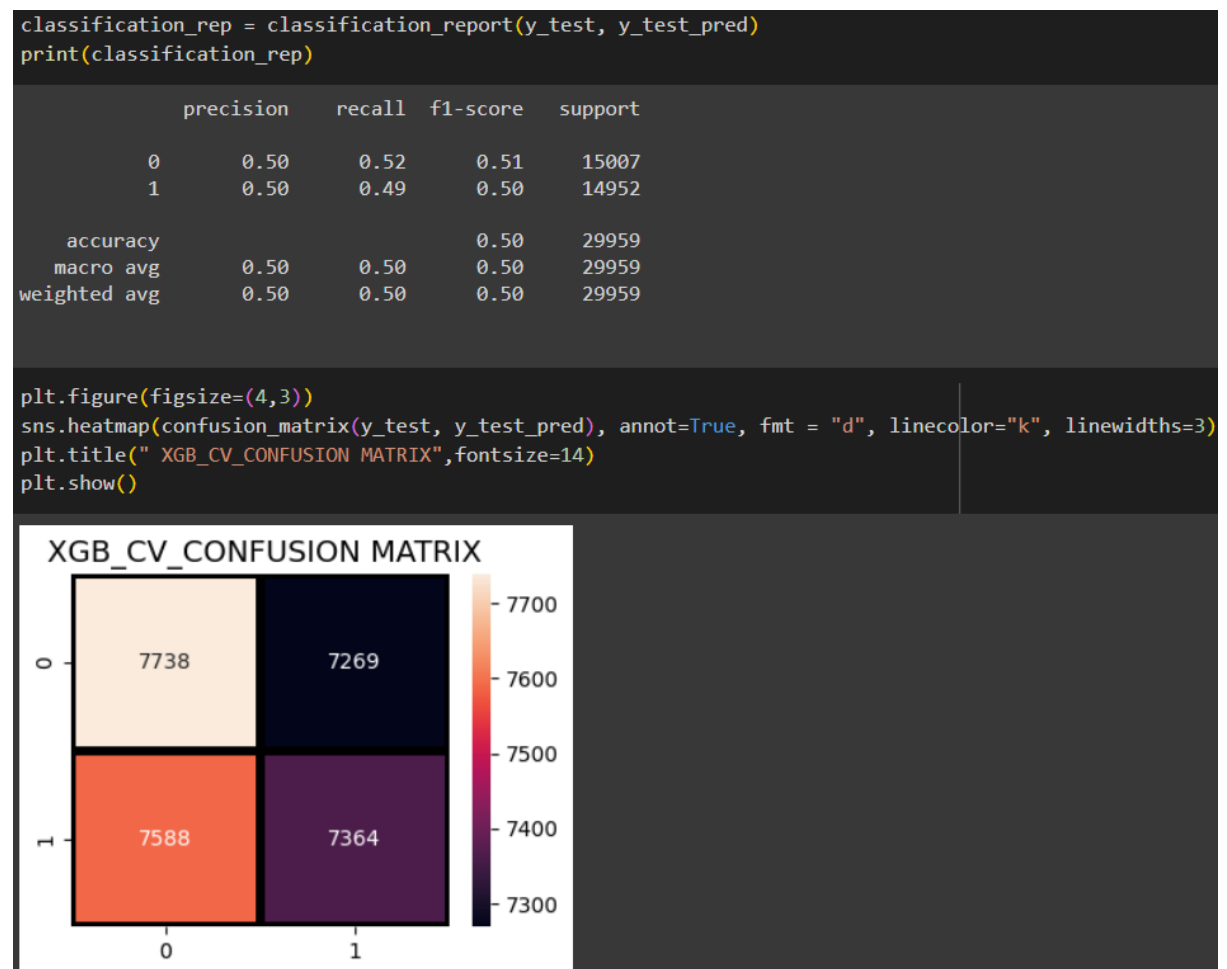 classification_rep = classification_report(y_test, y_test_pred)
print(classification_rep)
precision recall f1-score support
0 0.50 0.52 0.51 15007
1 0.50 0.49 0.50 14952
accuracy 0.50 29959
macro avg 0.50 0.50 0.50 29959
weighted avg 0.50 0.50 0.50 29959
plt.figure(figsize=(4,3))
sns.heatmap(confusion_matrix(y_test, y_test_pred), annot=True, fmt = "d", linecolor="k", linewidths=3)
plt.title(" XGB_CV_CONFUSION MATRIX",fontsize=14)
plt.show()
XGB_CV_CONFUSION MATRIX
7700
0 7738 7269
7600
7500
7400
1 7588 7364
7300
0 1